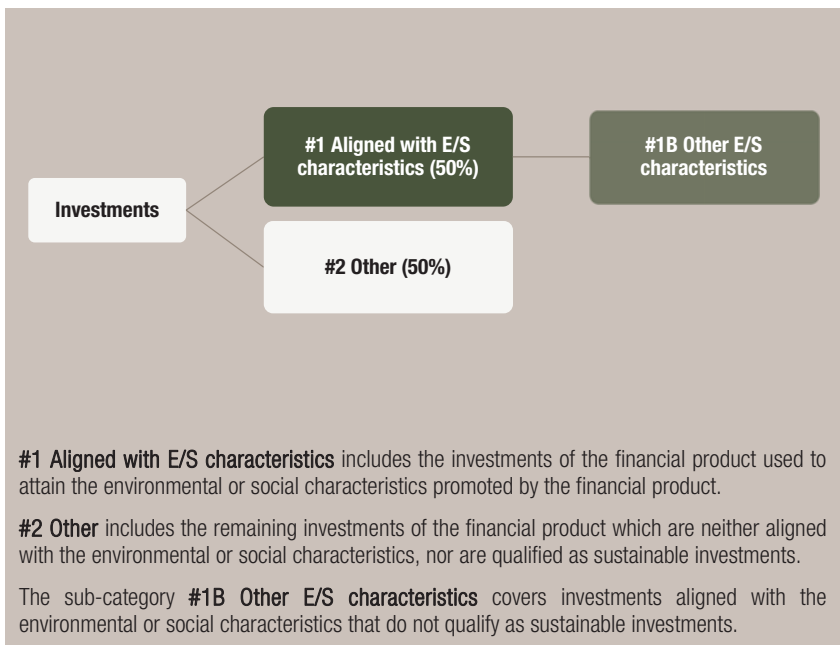 #1 Aligned with E/S
characteristics (50%)
#1B Other E/S
characteristics
Investments
#2 Other (50%)
#1 Aligned with E/S characteristics includes the investments of the financial product used to
attain the environmental or social characteristics promoted by the financial product.
#2 Other includes the remaining investments of the financial product which are neither aligned
with the environmental or social characteristics, nor are qualified as sustainable investments.
The sub-category #1B Other E/S characteristics covers investments aligned with the
environmental or social characteristics that do not qualify as sustainable investments.